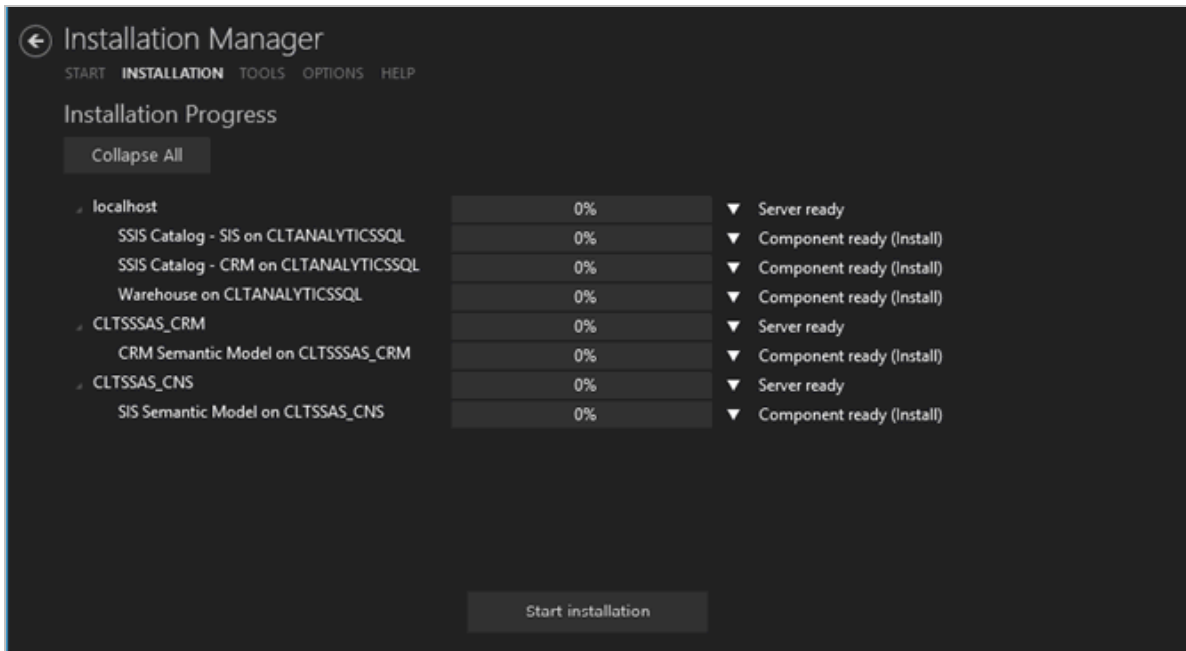 Installation Manager
START INSTALLATION TOOLS OPTIONS HELP
Installation Progress
Collapse All
localhost 0% Server ready
SSIS Catalog - SIS on CLTANALYTICSSQL 0% Component ready (Install)
SSIS Catalog - CRM on CLTANALYTICSSQL 0% Component ready (Install)
Warehouse on CLTANALYTICSSQL 0% Component ready (Install)
CLTSSSAS_CRM 0% Server ready
CRM Semantic Model on CLTSSSAS_CRM 0% Component ready (Install)
CLTSSAS_CNS 0% Server ready
SIS Semantic Model on CLTSSAS_CNS 0% Component ready (Install)
Start installation